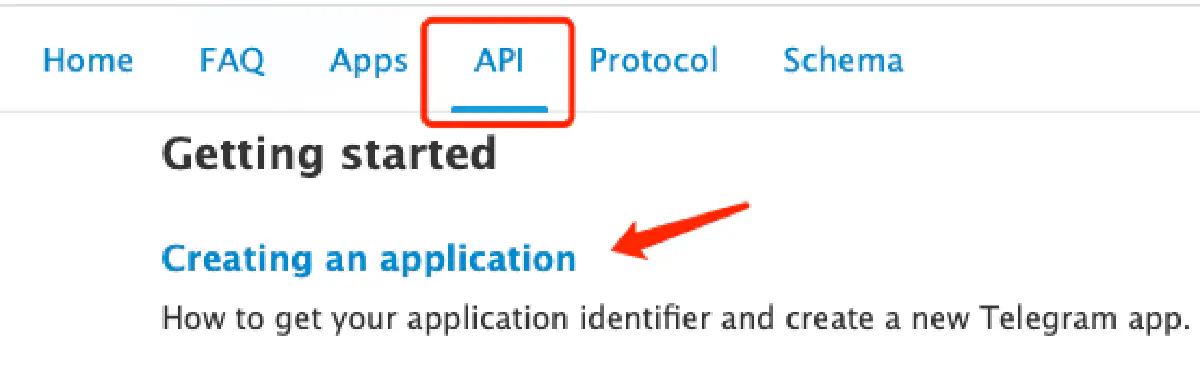 Home FAQ Apps API Protocol Schema
Getting started
Creating an application
How to get your application identifier and create a new Telegram app.